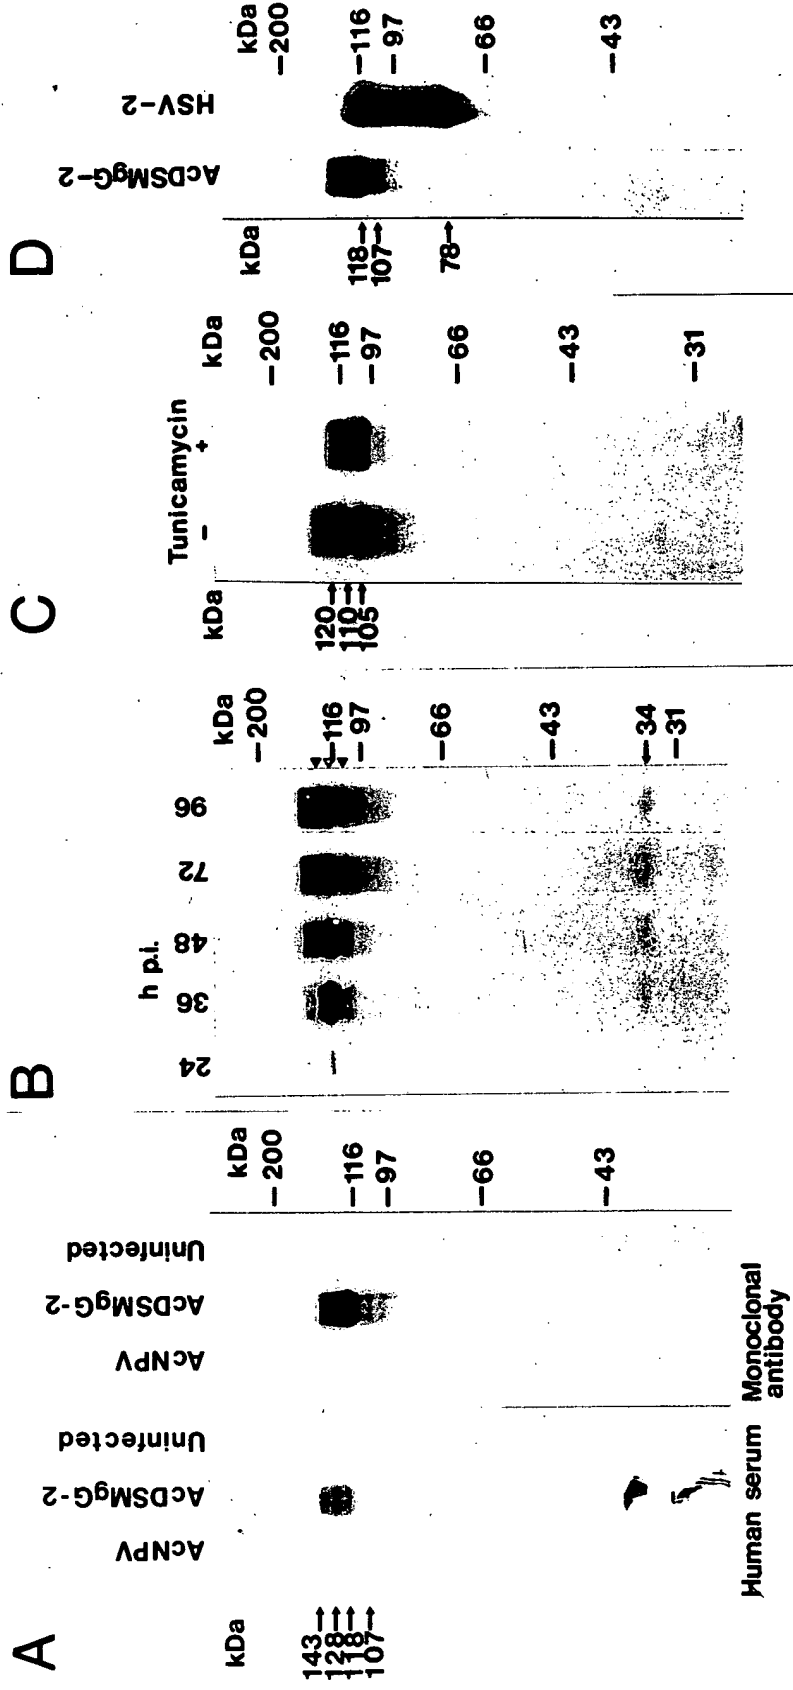 A
kDa
143→
128→
118→
107→
AcNPV
AcDSMgG-2
Uninfected
AcNPV
AcDSMgG-2
Uninfected
kDa
-200
-116
-97
-66
-43
Human serum
Monoclonal
antibody
B
h p.i.
24
36
48
72
96
kDa
-200
-116
-97
-66
-43
34
-31
C
Tunicamycin
- +
kDa
120→
110→
105→
kDa
-200
-116
-97
-66
-43
-31
D
AcDSMgG-2
HSV-2
kDa
118→
107→
78→
kDa
-200
-116
-97
-66
-43